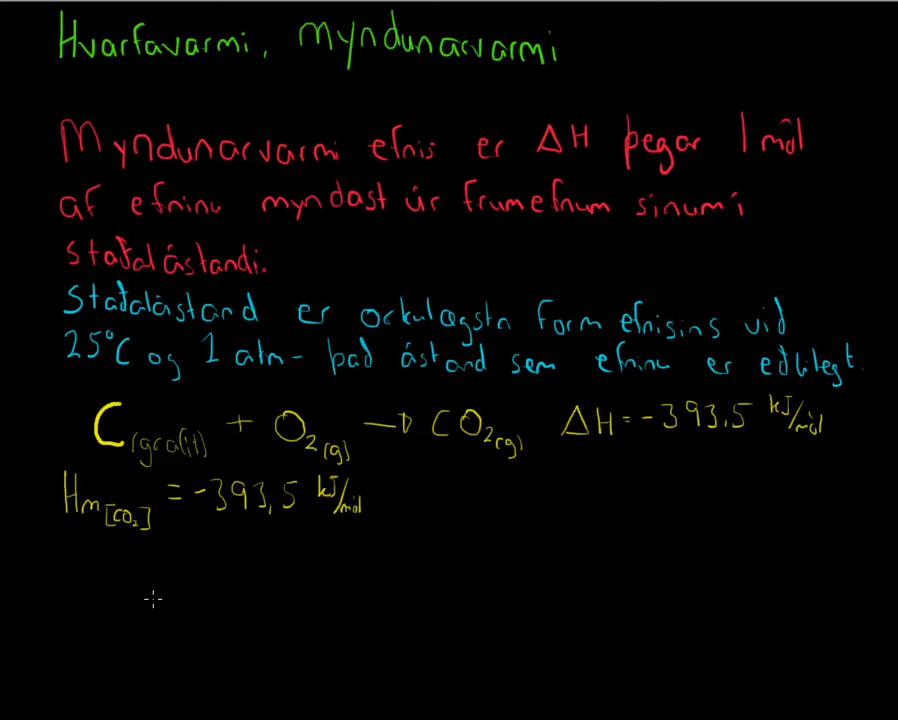 Hvarfavarmi, Myndunarvarmi
Myndunarvarmi efnis er ΔH þegar 1 mól
af efninu myndast úr frumefnum sínum í
staðalástandi.
Staðalástand er orkulægsta form efnisins við
25°C og 1 atm - það ástand sem efninu er eðlilegt.
C(grafít) + O₂(g) → CO₂(g) ΔH = -393,5 kJ/mól
Hm[CO₂] = -393,5 kJ/mól